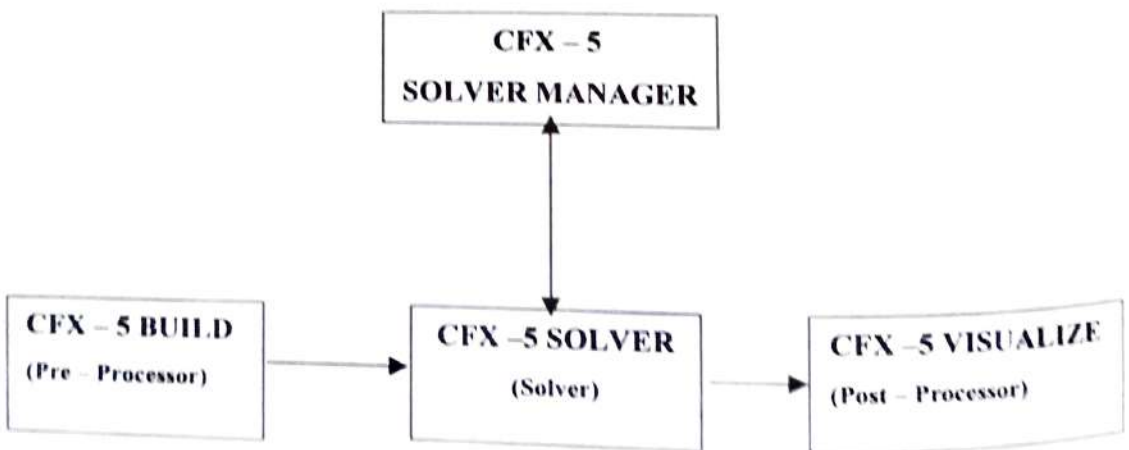 CFX – 5
SOLVER MANAGER
CFX – 5 BUILD
(Pre – Processor)
CFX –5 SOLVER
(Solver)
CFX –5 VISUALIZE
(Post – Processor)